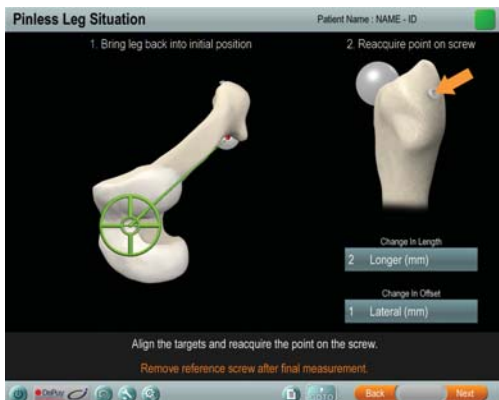 Pinless Leg Situation
Patient Name : NAME - ID
1. Bring leg back into initial position
2. Reacquire point on screw
Change In Length
2 Longer (mm)
Change In Offset
1 Lateral (mm)
Align the targets and reacquire the point on the screw.
Remove reference screw after final measurement.
DePuy
Back
Next